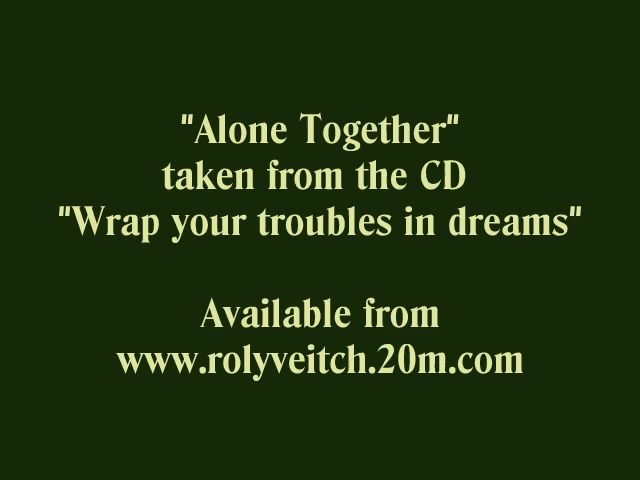 "Alone Together"
taken from the CD
"Wrap your troubles in dreams"
Available from
www.rolyveitch.20m.com